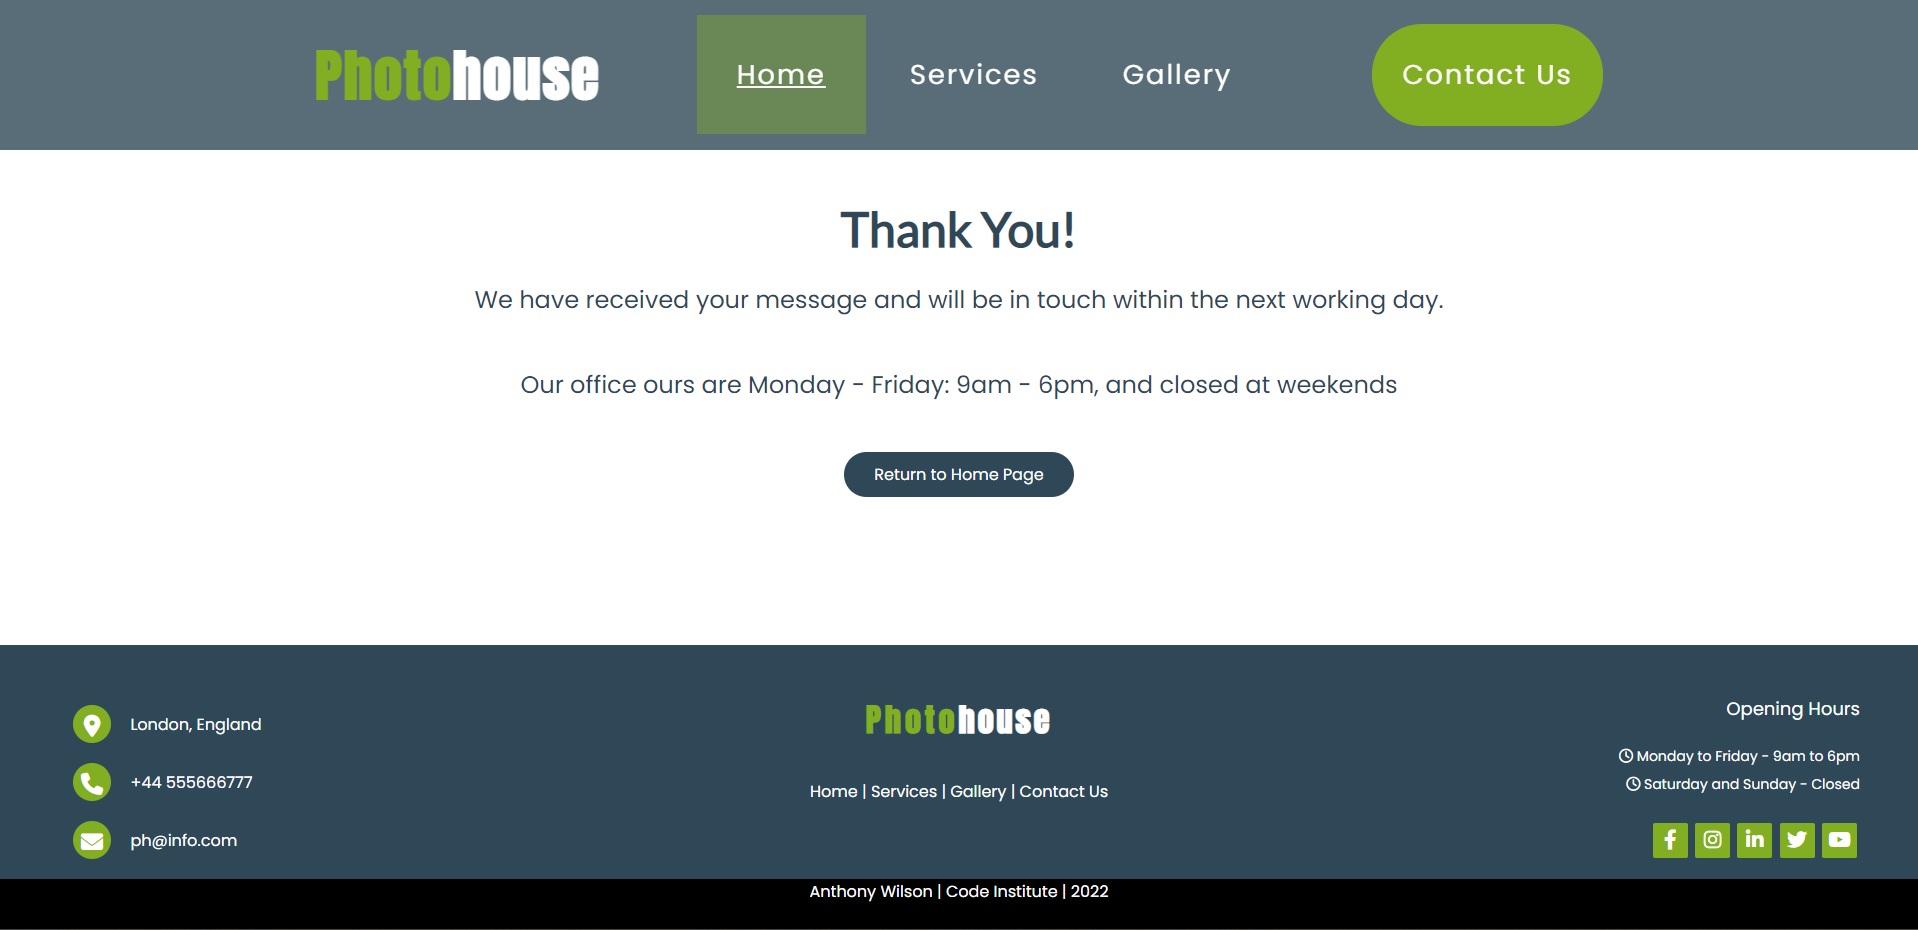 Photohouse
Home
Services
Gallery
Contact Us
Thank You!
We have received your message and will be in touch within the next working day.
Our office ours are Monday - Friday: 9am - 6pm, and closed at weekends
Return to Home Page
London, England
+44 555666777
ph@info.com
Photohouse
Home | Services | Gallery | Contact Us
Opening Hours
Monday to Friday - 9am to 6pm
Saturday and Sunday - Closed
Anthony Wilson | Code Institute | 2022